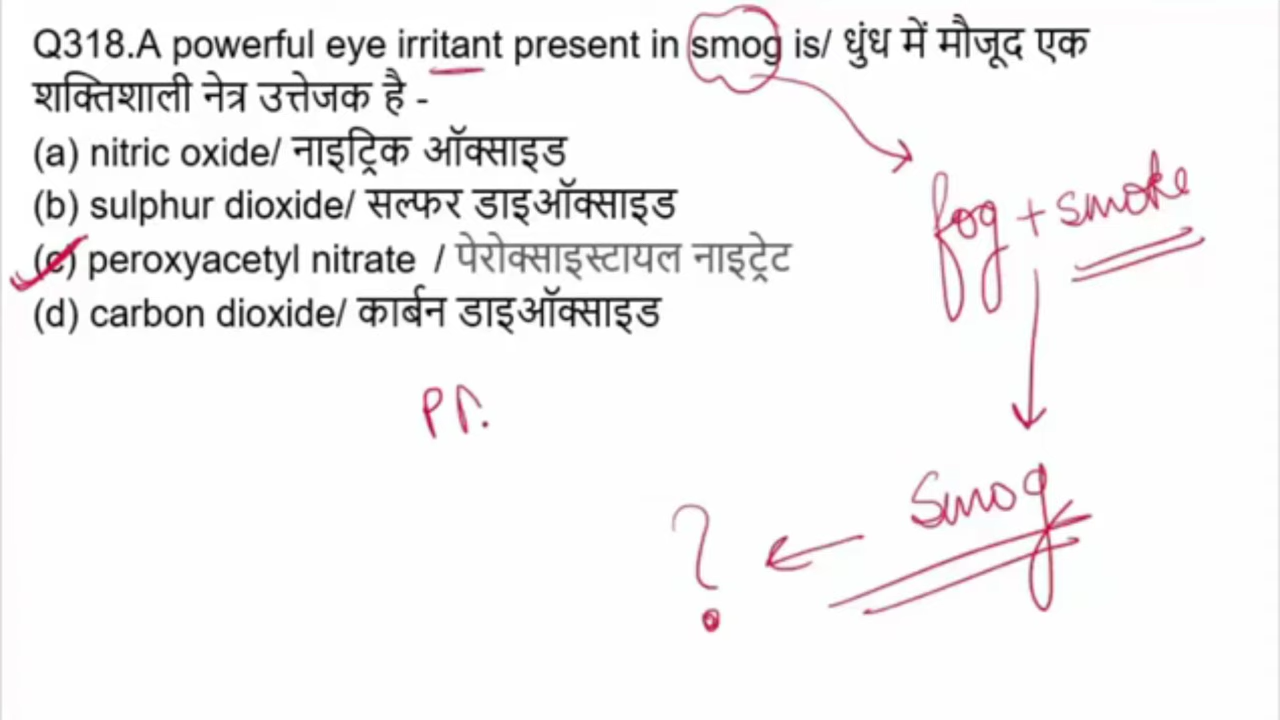 Q318.A powerful eye irritant present in smog is/ धुंध में मौजूद एक
शक्तिशाली नेत्र उत्तेजक है -
(a) nitric oxide/ नाइट्रिक ऑक्साइड
(b) sulphur dioxide/ सल्फर डाइऑक्साइड
(c) peroxyacetyl nitrate / पेरोक्साइस्टायल नाइट्रेट
(d) carbon dioxide/ कार्बन डाइऑक्साइड
fog + smoke
Smog
?